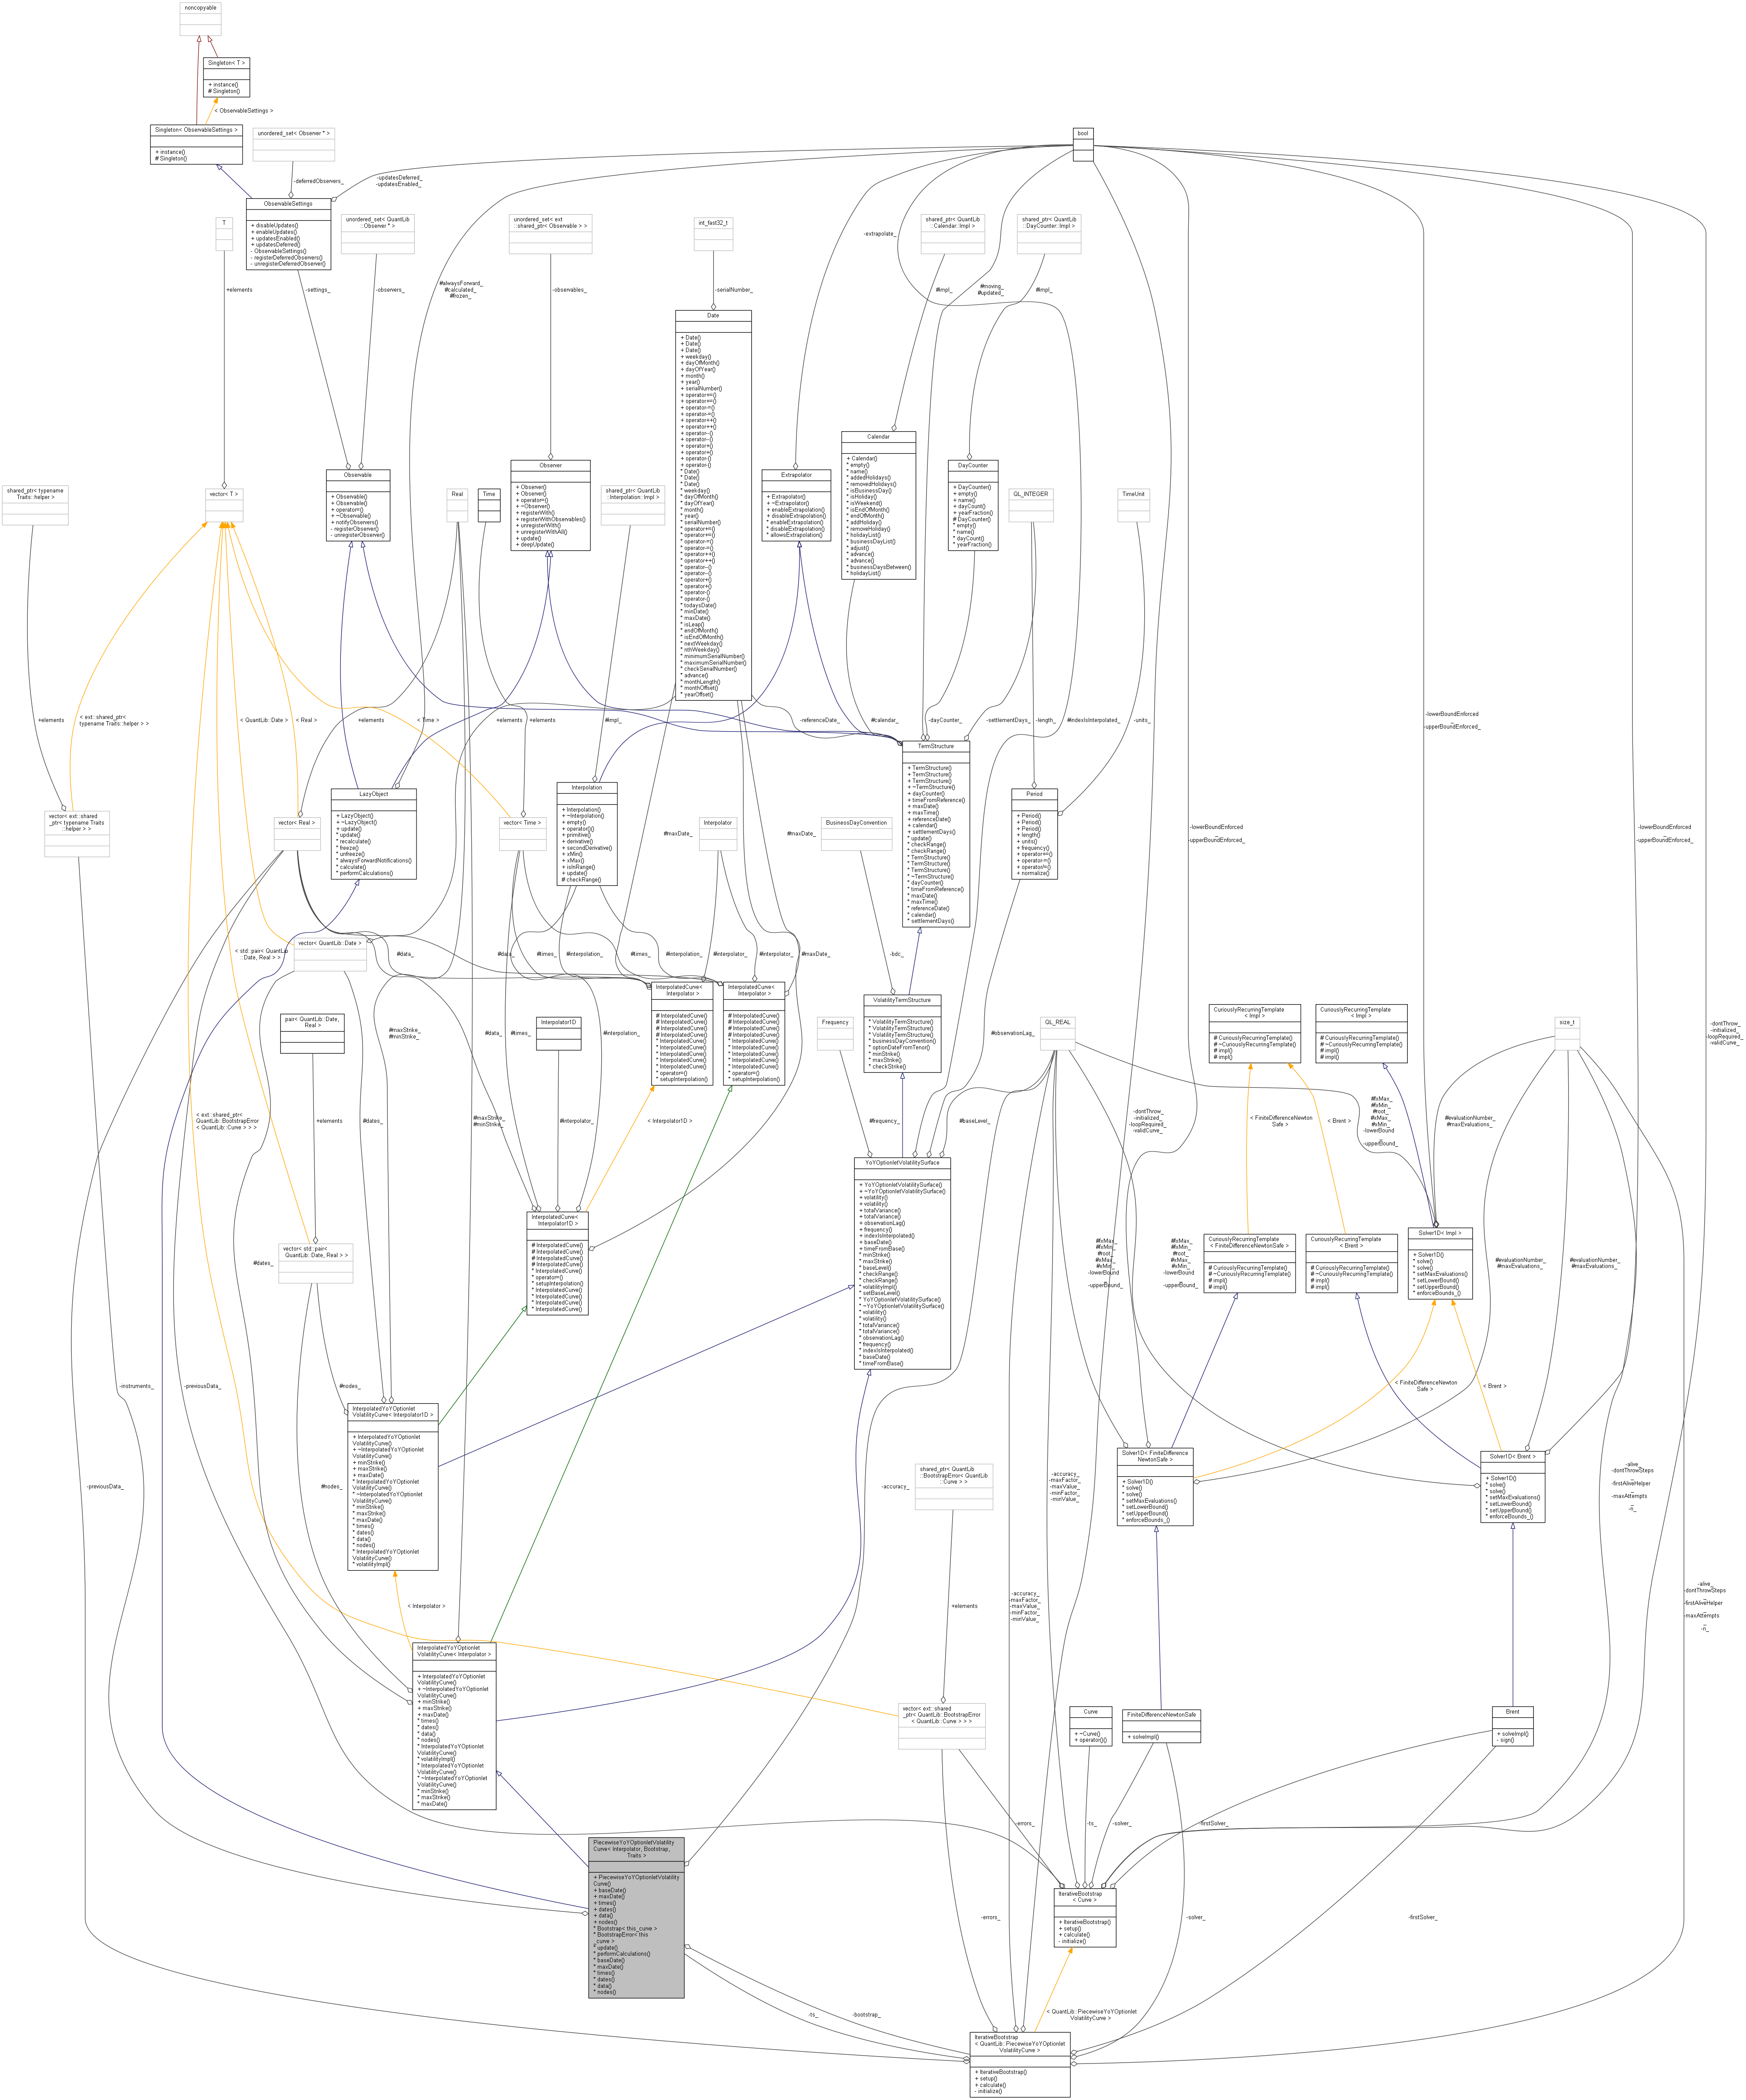 noncopyable
Singleton< T >
+ instance()
# Singleton()
< ObservableSettings >
Singleton< ObservableSettings >
+ instance()
# Singleton()
unordered_set< Observer * >
bool
-deferredObservers_
-updatesDeferred_
-updatesEnabled_
ObservableSettings
+ disableUpdates()
+ enableUpdates()
+ updatesEnabled()
+ updatesDeferred()
- ObservableSettings()
- registerDeferredObservers()
- unregisterDeferredObserver()
T
unordered_set< QuantLib
::Observer * >
unordered_set< ext
::shared_ptr< Observable > >
int_fast32_t
shared_ptr< QuantLib
::Calendar::Impl >
shared_ptr< QuantLib
::DayCounter::Impl >
-extrapolate_
+elements
-settings_
-observers_
#alwaysForward_
#calculated_
#frozen_
-observables_
-serialNumber_
#impl_
#moving_
#updated_
#impl_
Date
+ Date()
+ Date()
+ Date()
+ weekday()
+ dayOfMonth()
+ dayOfYear()
+ month()
+ year()
+ serialNumber()
+ operator+=()
+ operator+=()
+ operator-=()
+ operator-=()
+ operator++()
+ operator++()
+ operator--()
+ operator--()
+ operator+()
+ operator+()
+ operator-()
+ operator-()
* Date()
* Date()
* Date()
* weekday()
* dayOfMonth()
* dayOfYear()
* month()
* year()
* serialNumber()
* operator+=()
* operator+=()
* operator-=()
* operator-=()
* operator++()
* operator++()
* operator--()
* operator--()
* operator+()
* operator+()
* operator-()
* operator-()
* todaysDate()
* minDate()
* maxDate()
* isLeap()
* endOfMonth()
* isEndOfMonth()
* nextWeekday()
* nthWeekday()
* minimumSerialNumber()
* maximumSerialNumber()
* checkSerialNumber()
* advance()
* monthLength()
* monthOffset()
* yearOffset()
Calendar
+ Calendar()
* empty()
* name()
* addedHolidays()
* removedHolidays()
* isBusinessDay()
* isHoliday()
* isWeekend()
* isEndOfMonth()
* endOfMonth()
* addHoliday()
* removeHoliday()
* holidayList()
* businessDayList()
* adjust()
* advance()
* advance()
* businessDaysBetween()
* holidayList()
Observable
+ Observable()
+ Observable()
+ operator=()
+ ~Observable()
+ notifyObservers()
- registerObserver()
- unregisterObserver()
Observer
+ Observer()
+ Observer()
+ operator=()
+ ~Observer()
+ registerWith()
+ registerWithObservables()
+ unregisterWith()
+ unregisterWithAll()
+ update()
+ deepUpdate()
Extrapolator
+ Extrapolator()
+ ~Extrapolator()
+ enableExtrapolation()
+ disableExtrapolation()
* enableExtrapolation()
* disableExtrapolation()
* allowsExtrapolation()
DayCounter
+ DayCounter()
+ empty()
+ name()
+ dayCount()
+ yearFraction()
# DayCounter()
* empty()
* name()
* dayCount()
* yearFraction()
shared_ptr< typename
Traits::helper >
vector< T >
Real
Time
shared_ptr< QuantLib
::Interpolation::Impl >
QL_INTEGER
TimeUnit
+elements
< ext::shared_ptr<
typename Traits::helper > >
< QuantLib::Date >
< Real >
+elements
< Time >
+elements
+elements
#impl_
-referenceDate_
#calendar_
-dayCounter_
-settlementDays_
-length_
#indexIsInterpolated_
-units_
-lowerBoundEnforced
_
-upperBoundEnforced_
TermStructure
+ TermStructure()
+ TermStructure()
+ TermStructure()
+ ~TermStructure()
+ dayCounter()
+ timeFromReference()
+ maxDate()
+ maxTime()
+ referenceDate()
+ calendar()
+ settlementDays()
* update()
* checkRange()
* checkRange()
* TermStructure()
* TermStructure()
* TermStructure()
* ~TermStructure()
* dayCounter()
* timeFromReference()
* maxDate()
* maxTime()
* referenceDate()
* calendar()
* settlementDays()
LazyObject
+ LazyObject()
+ ~LazyObject()
+ update()
* update()
* recalculate()
* freeze()
* unfreeze()
* alwaysForwardNotifications()
* calculate()
* performCalculations()
Interpolation
+ Interpolation()
+ ~Interpolation()
+ empty()
+ operator()()
+ primitive()
+ derivative()
+ secondDerivative()
+ xMin()
+ xMax()
+ isInRange()
+ update()
# checkRange()
Period
+ Period()
+ Period()
+ Period()
+ length()
+ units()
+ frequency()
+ operator+=()
+ operator-=()
+ operator/=()
+ normalize()
vector< ext::shared
_ptr< typename Traits
::helper > >
vector< Real >
vector< Time >
Interpolator
BusinessDayConvention
#maxDate_
#maxDate_
-lowerBoundEnforced
_
-upperBoundEnforced_
-lowerBoundEnforced
_
-upperBoundEnforced_
vector< QuantLib::Date >
< std::pair< QuantLib
::Date, Real > >
#data_
#data_
#times_
#interpolation_
#times_
#interpolation_
#interpolator_
#interpolator_
#maxDate_
-bdc_
InterpolatedCurve<
Interpolator >
# InterpolatedCurve()
# InterpolatedCurve()
# InterpolatedCurve()
# InterpolatedCurve()
* InterpolatedCurve()
* InterpolatedCurve()
* InterpolatedCurve()
* InterpolatedCurve()
* InterpolatedCurve()
* operator=()
* setupInterpolation()
InterpolatedCurve<
Interpolator >
# InterpolatedCurve()
# InterpolatedCurve()
# InterpolatedCurve()
# InterpolatedCurve()
* InterpolatedCurve()
* InterpolatedCurve()
* InterpolatedCurve()
* InterpolatedCurve()
* InterpolatedCurve()
* operator=()
* setupInterpolation()
VolatilityTermStructure
* VolatilityTermStructure()
* VolatilityTermStructure()
* VolatilityTermStructure()
* businessDayConvention()
* optionDateFromTenor()
* minStrike()
* maxStrike()
* checkStrike()
pair< QuantLib::Date,
Real >
Interpolator1D
Frequency
QL_REAL
CuriouslyRecurringTemplate
< Impl >
# CuriouslyRecurringTemplate()
# ~CuriouslyRecurringTemplate()
# impl()
# impl()
CuriouslyRecurringTemplate
< Impl >
# CuriouslyRecurringTemplate()
* ~CuriouslyRecurringTemplate()
* impl()
* impl()
size_t
#maxStrike_
#minStrike_
#data_
#times_
#interpolation_
#observationLag_
-dontThrow_
-initialized_
-loopRequired_
-validCurve_
< ext::shared_ptr<
QuantLib::BootstrapError
< QuantLib::Curve > > >
+elements
#dates_
#maxStrike_
#minStrike_
#interpolator_
< Interpolator1D >
#frequency_
#baseLevel_
-dontThrow_
-initialized_
-loopRequired_
-validCurve_
< FiniteDifferenceNewton
Safe >
< Brent >
#fxMax_
#fxMin_
#root_
#xMax_
#xMin_
-lowerBound
_
-upperBound_
#evaluationNumber_
#maxEvaluations_
YoYOptionletVolatilitySurface
+ YoYOptionletVolatilitySurface()
+ ~YoYOptionletVolatilitySurface()
+ volatility()
+ volatility()
+ totalVariance()
+ totalVariance()
+ observationLag()
+ frequency()
+ indexIsInterpolated()
+ baseDate()
+ timeFromBase()
* minStrike()
* maxStrike()
* baseLevel()
* checkRange()
* checkRange()
* volatilityImpl()
* setBaseLevel()
* YoYOptionletVolatilitySurface()
* ~YoYOptionletVolatilitySurface()
* volatility()
* volatility()
* totalVariance()
* totalVariance()
* observationLag()
* frequency()
* indexIsInterpolated()
* baseDate()
* timeFromBase()
InterpolatedCurve<
Interpolator1D >
# InterpolatedCurve()
# InterpolatedCurve()
# InterpolatedCurve()
# InterpolatedCurve()
* InterpolatedCurve()
* operator=()
* setupInterpolation()
* InterpolatedCurve()
* InterpolatedCurve()
* InterpolatedCurve()
* InterpolatedCurve()
#dates_
vector< std::pair<
QuantLib::Date, Real > >
#fxMax_
#fxMin_
#root_
#xMax_
#xMin_
-lowerBound
_
-upperBound_
#fxMax_
#fxMin_
#root_
#xMax_
#xMin_
-lowerBound
_
-upperBound_
CuriouslyRecurringTemplate
< FiniteDifferenceNewtonSafe >
# CuriouslyRecurringTemplate()
# ~CuriouslyRecurringTemplate()
# impl()
# impl()
CuriouslyRecurringTemplate
< Brent >
# CuriouslyRecurringTemplate()
# ~CuriouslyRecurringTemplate()
# impl()
# impl()
Solver1D< Impl >
+ Solver1D()
* solve()
* solve()
* setMaxEvaluations()
* setLowerBound()
* setUpperBound()
* enforceBounds_()
#evaluationNumber_
#maxEvaluations_
#evaluationNumber_
#maxEvaluations_
-instruments_
-previousData_
#nodes_
< FiniteDifferenceNewton
Safe >
< Brent >
InterpolatedYoYOptionlet
VolatilityCurve< Interpolator1D >
+ InterpolatedYoYOptionlet
VolatilityCurve()
+ ~InterpolatedYoYOptionlet
VolatilityCurve()
+ minStrike()
+ maxStrike()
+ maxDate()
* InterpolatedYoYOptionlet
VolatilityCurve()
* ~InterpolatedYoYOptionlet
VolatilityCurve()
* minStrike()
* maxStrike()
* maxDate()
* times()
* dates()
* data()
* nodes()
* InterpolatedYoYOptionlet
VolatilityCurve()
* volatilityImpl()
-previousData_
#nodes_
-accuracy_
shared_ptr< QuantLib
::BootstrapError< QuantLib
::Curve > >
-accuracy_
-maxFactor_
-maxValue_
-minFactor_
-minValue_
Solver1D< FiniteDifference
NewtonSafe >
+ Solver1D()
* solve()
* solve()
* setMaxEvaluations()
* setLowerBound()
* setUpperBound()
* enforceBounds_()
Solver1D< Brent >
+ Solver1D()
* solve()
* solve()
* setMaxEvaluations()
* setLowerBound()
* setUpperBound()
* enforceBounds_()
-alive_
-dontThrowSteps
_
-firstAliveHelper
_
-maxAttempts
_
-n_
< Interpolator >
+elements
-accuracy_
-maxFactor_
-maxValue_
-minFactor_
-minValue_
-alive_
-dontThrowSteps
_
-firstAliveHelper
_
-maxAttempts
_
-n_
InterpolatedYoYOptionlet
VolatilityCurve< Interpolator >
+ InterpolatedYoYOptionlet
VolatilityCurve()
+ ~InterpolatedYoYOptionlet
VolatilityCurve()
+ minStrike()
+ maxStrike()
+ maxDate()
* times()
* dates()
* data()
* nodes()
* InterpolatedYoYOptionlet
VolatilityCurve()
* volatilityImpl()
* InterpolatedYoYOptionlet
VolatilityCurve()
* ~InterpolatedYoYOptionlet
VolatilityCurve()
* minStrike()
* maxStrike()
* maxDate()
vector< ext::shared
_ptr< QuantLib::BootstrapError
< QuantLib::Curve > > >
Curve
+ ~Curve()
+ operator()()
FiniteDifferenceNewtonSafe
+ solveImpl()
Brent
+ solveImpl()
- sign()
-errors_
-ts_
-solver_
-firstSolver_
PiecewiseYoYOptionletVolatility
Curve< Interpolator, Bootstrap,
Traits >
+ PiecewiseYoYOptionletVolatility
Curve()
+ baseDate()
+ maxDate()
+ times()
+ dates()
+ data()
+ nodes()
* Bootstrap< this_curve >
* BootstrapError< this
_curve >
* update()
* performCalculations()
* baseDate()
* maxDate()
* times()
* dates()
* data()
* nodes()
IterativeBootstrap
< Curve >
+ IterativeBootstrap()
+ setup()
+ calculate()
- initialize()
-errors_
-solver_
-firstSolver_
-ts_
-bootstrap_
< QuantLib::PiecewiseYoYOptionlet
VolatilityCurve >
IterativeBootstrap
< QuantLib::PiecewiseYoYOptionlet
VolatilityCurve >
+ IterativeBootstrap()
+ setup()
+ calculate()
- initialize()